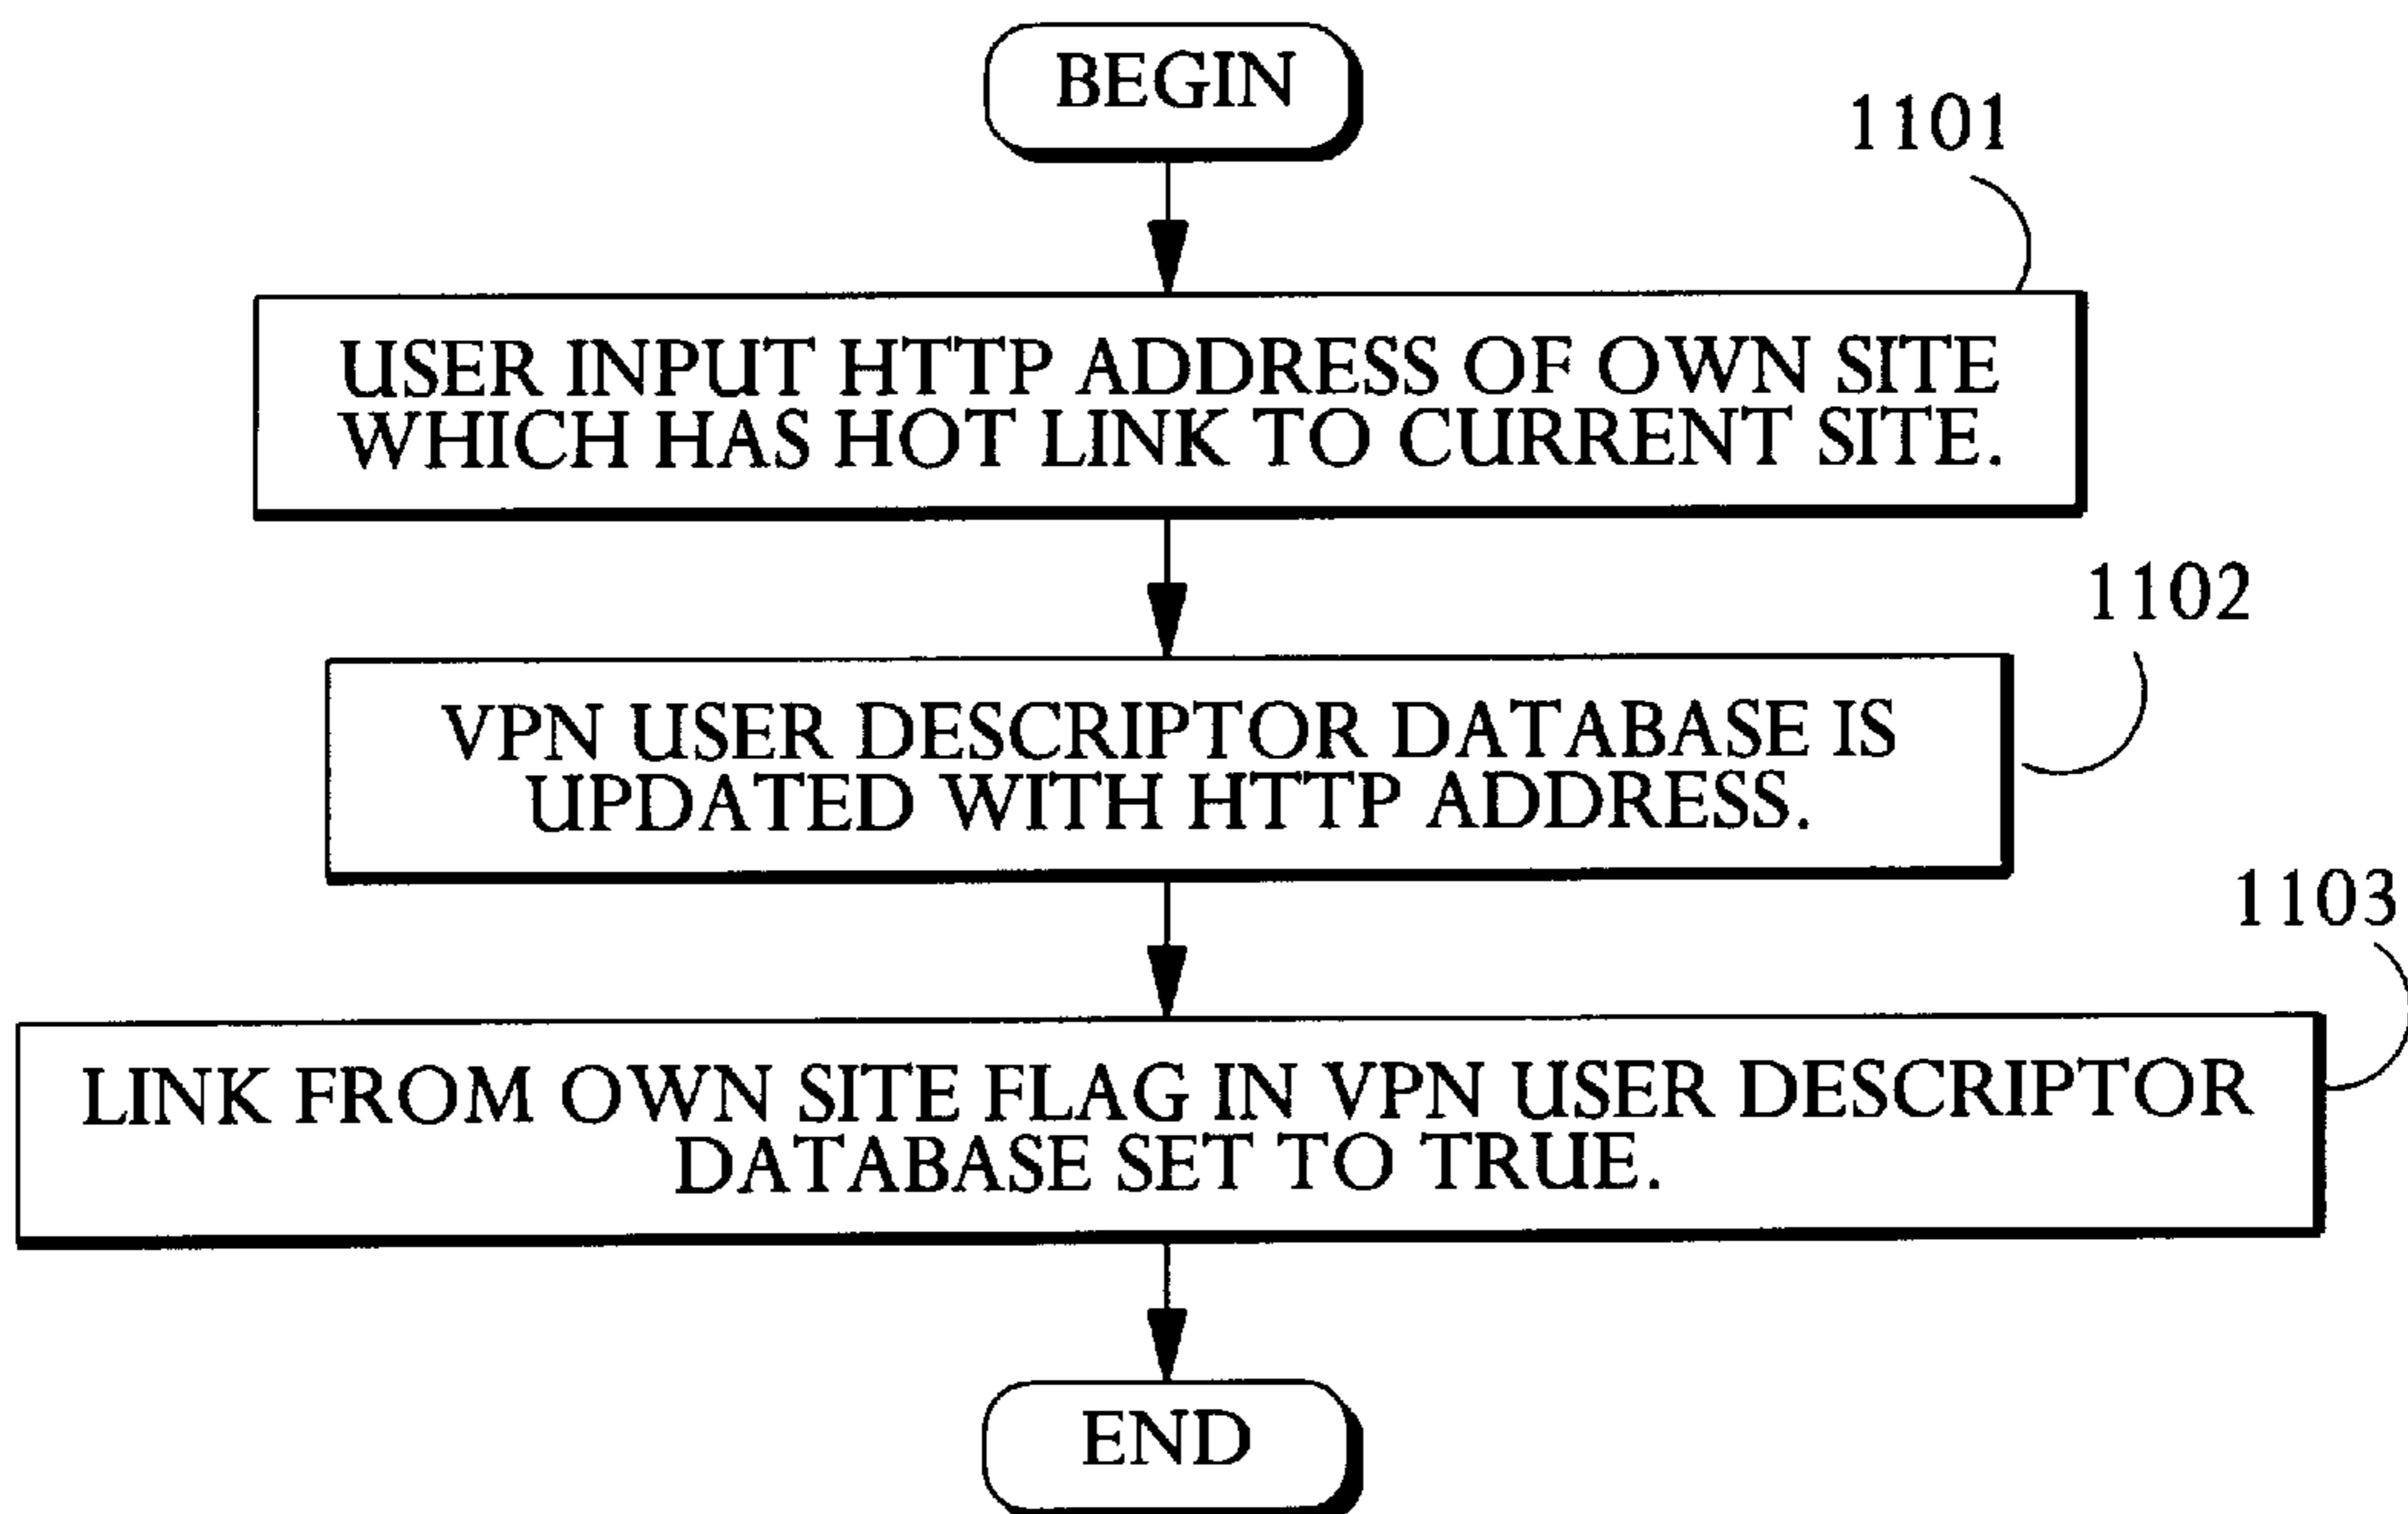 BEGIN
1101
USER INPUT HTTP ADDRESS OF OWN SITE
WHICH HAS HOT LINK TO CURRENT SITE.
1102
VPN USER DESCRIPTOR DATABASE IS
UPDATED WITH HTTP ADDRESS.
1103
LINK FROM OWN SITE FLAG IN VPN USER DESCRIPTOR
DATABASE SET TO TRUE.
END